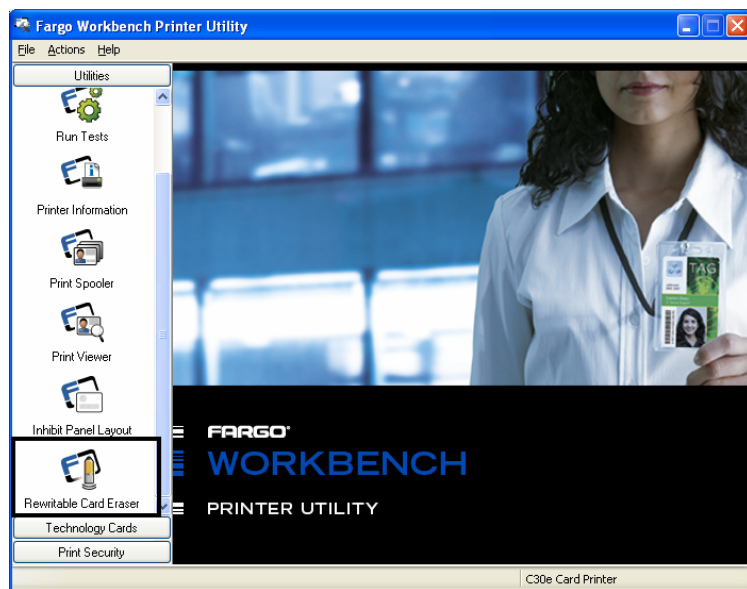 Fargo Workbench Printer Utility
File Actions Help
Utilities
Run Tests
Printer Information
Print Spooler
Print Viewer
Inhibit Panel Layout
Rewritable Card Eraser
Technology Cards
Print Security
TAG
FARGO®
WORKBENCH
PRINTER UTILITY
C30e Card Printer